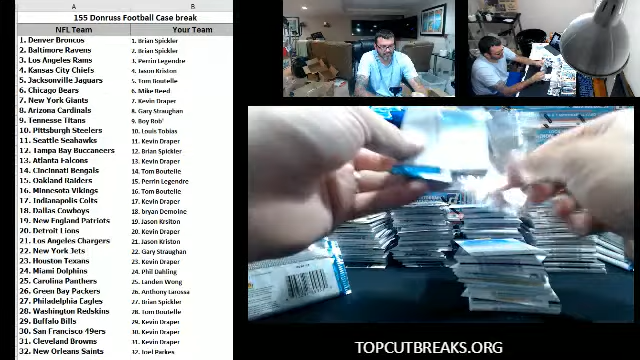 A B
155 Donruss Football Case break
NFL Team Your Team
1. Denver Broncos 1. Brian Spickler
2. Baltimore Ravens 2. Brian Spickler
3. Los Angeles Rams 3. Perrin Legendre
4. Kansas City Chiefs 4. Jason Kriston
5. Jacksonville Jaguars 5. Tom Boutelle
6. Chicago Bears 6. Mike Reed
7. New York Giants 7. Kevin Draper
8. Arizona Cardinals 8. Gary Straughan
9. Tennesse Titans 9. Boy Rob'
10. Pittsburgh Steelers 10. Louis Tobias
11. Seattle Seahawks 11. Kevin Draper
12. Tampa Bay Buccaneers 12. Brian Spickler
13. Atlanta Falcons 13. Kevin Draper
14. Cincinnati Bengals 14. Tom Boutelle
15. Oakland Raiders 15. Perrin Legendre
16. Minnesota Vikings 16. Tom Boutelle
17. Indianapolis Colts 17. Kevin Draper
18. Dallas Cowboys 18. bryan Demoine
19. New England Patriots 19. Jason Krsiton
20. Detroit Lions 20. Kevin Draper
21. Los Angeles Chargers 21. Jason Kriston
22. New York Jets 22. Gary Straughan
23. Houston Texans 23. Kevin Draper
24. Miami Dolphins 24. Phil Dahling
25. Carolina Panthers 25. Landen Wong
26. Green Bay Packers 26. Anthony Larossa
27. Philadelphia Eagles 27. Brian Spickler
28. Washington Redskins 28. Tom Boutelle
29. Buffalo Bills 29. Kevin Draper
30. San Francisco 49ers 30. Kevin Draper
31. Cleveland Browns 31. Kevin Draper
32. New Orleans Saints 32. Joel Parkes
TOPCUTBREAKS.ORG